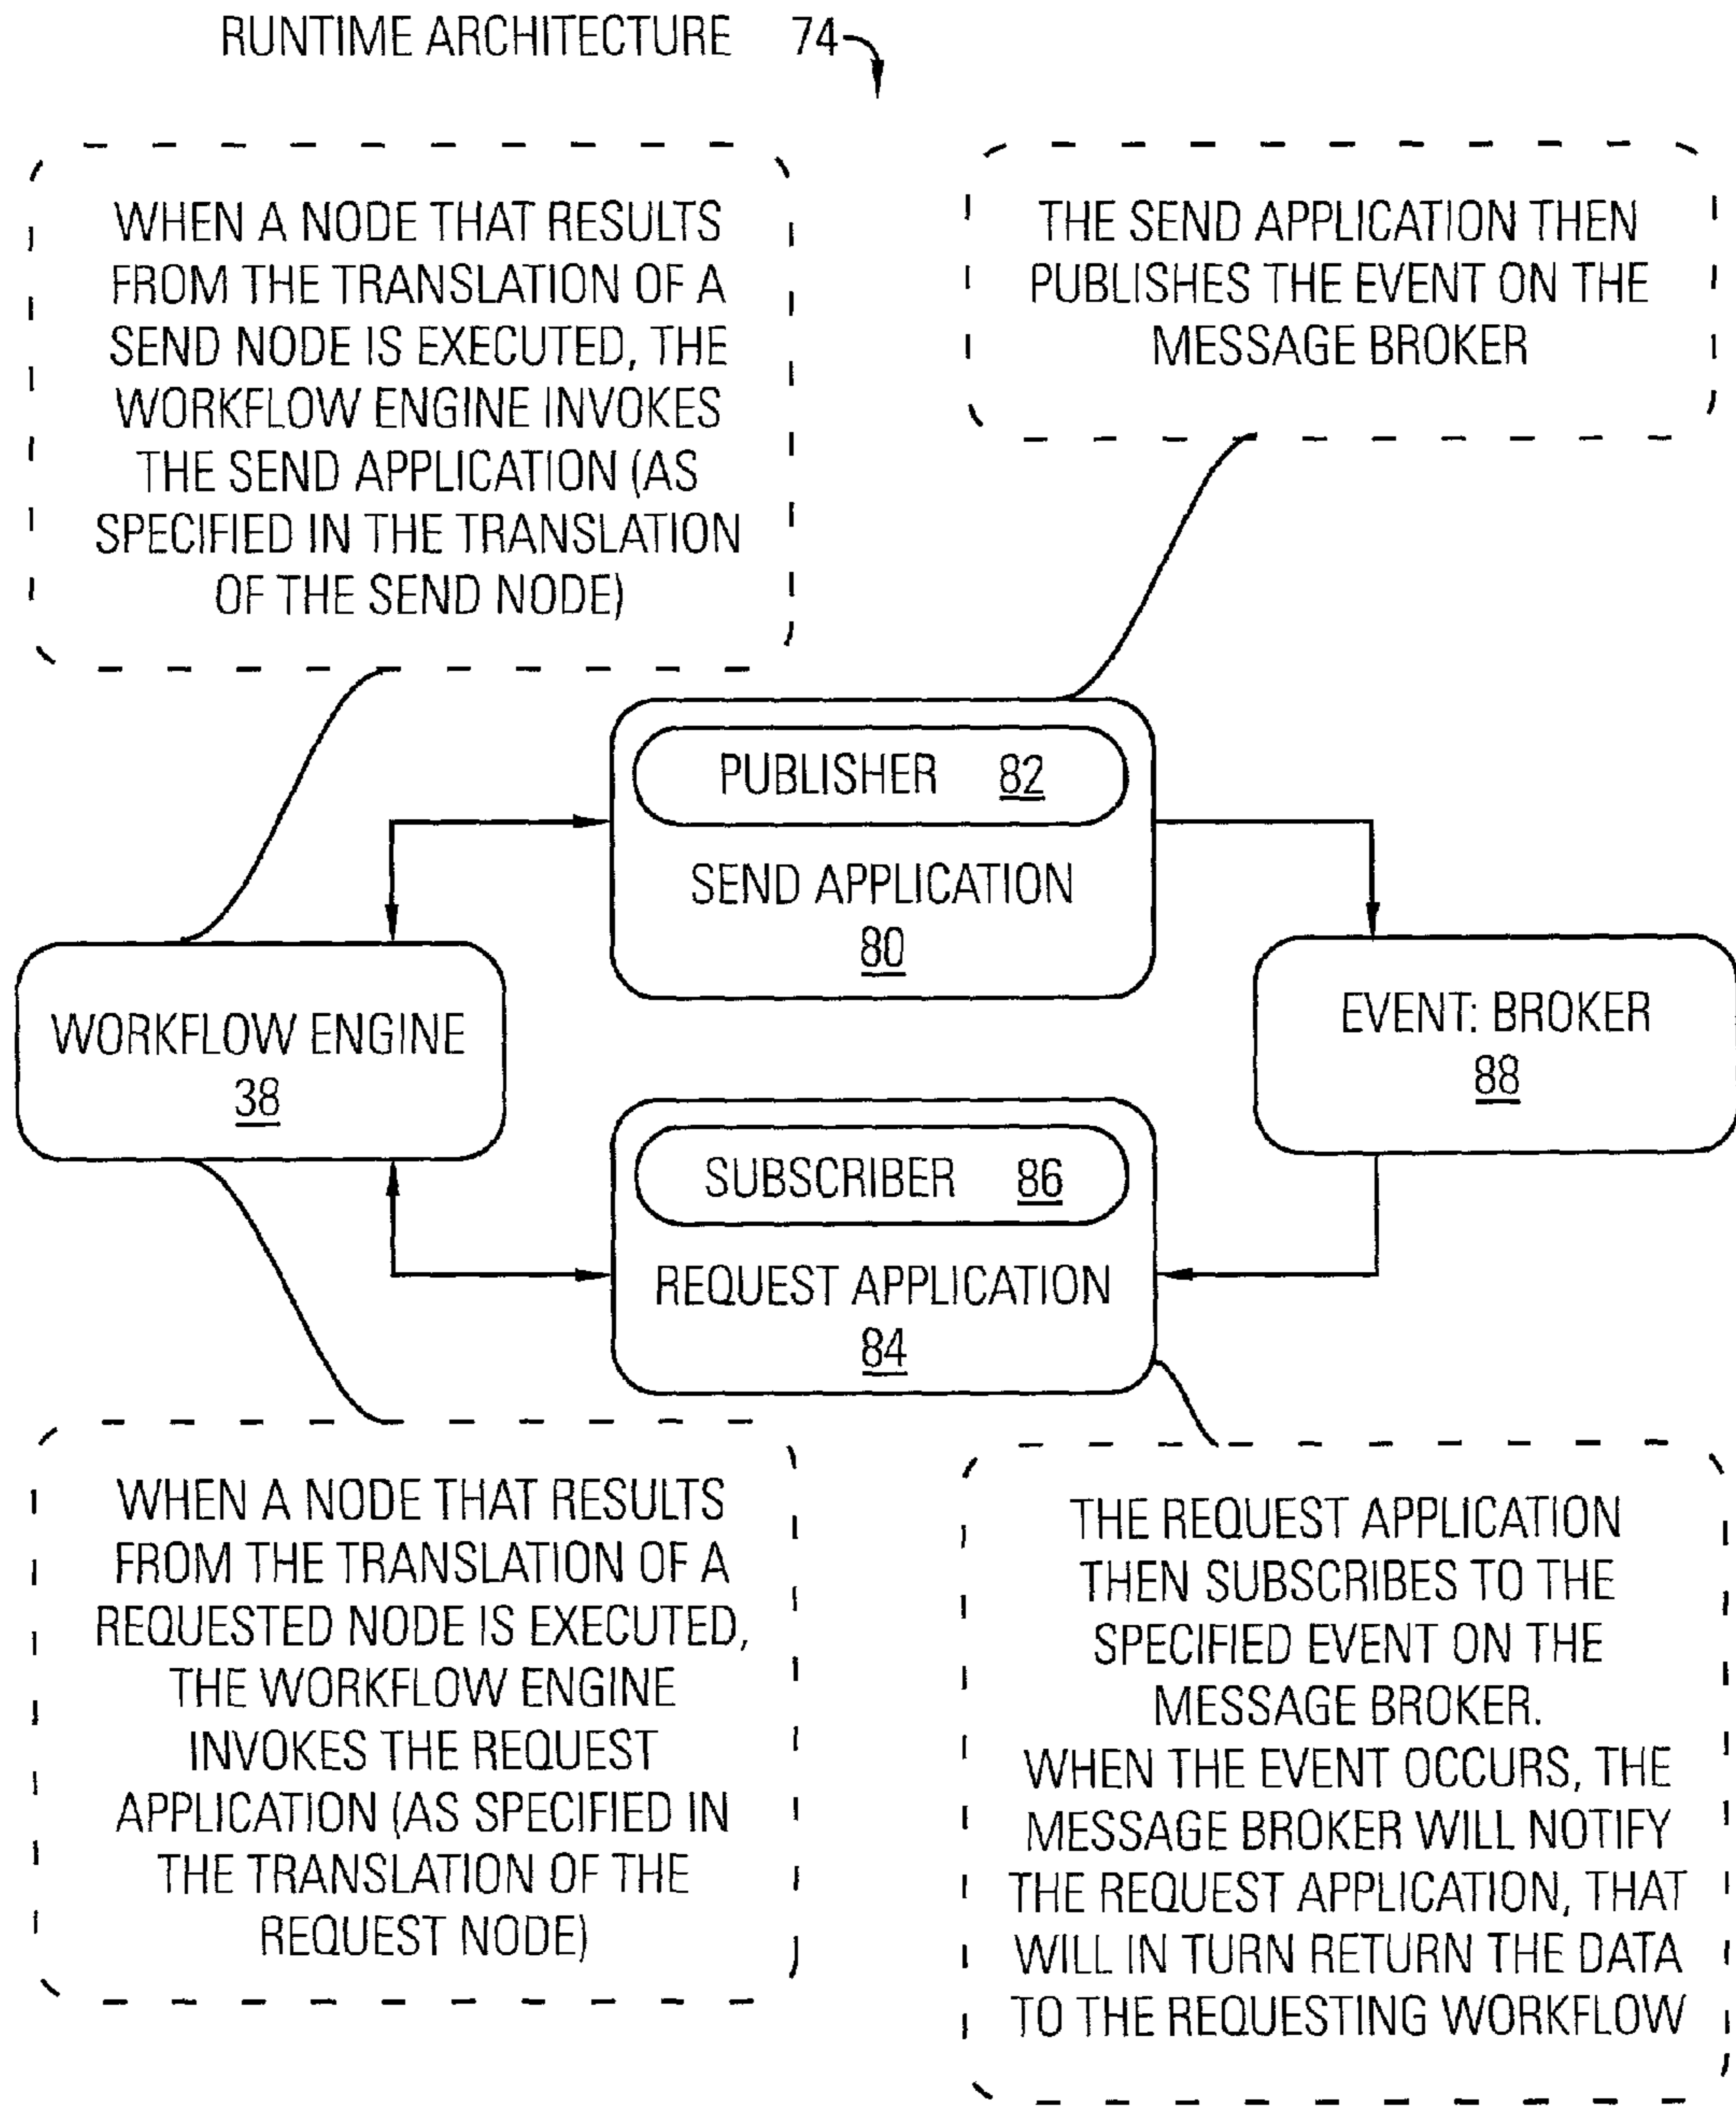 RUNTIME ARCHITECTURE 74
WHEN A NODE THAT RESULTS
FROM THE TRANSLATION OF A
SEND NODE IS EXECUTED, THE
WORKFLOW ENGINE INVOKES
THE SEND APPLICATION (AS
SPECIFIED IN THE TRANSLATION
OF THE SEND NODE)
THE SEND APPLICATION THEN
PUBLISHES THE EVENT ON THE
MESSAGE BROKER
PUBLISHER 82
SEND APPLICATION
80
WORKFLOW ENGINE
38
EVENT: BROKER
88
SUBSCRIBER 86
REQUEST APPLICATION
84
WHEN A NODE THAT RESULTS
FROM THE TRANSLATION OF A
REQUESTED NODE IS EXECUTED,
THE WORKFLOW ENGINE
INVOKES THE REQUEST
APPLICATION (AS SPECIFIED IN
THE TRANSLATION OF THE
REQUEST NODE)
THE REQUEST APPLICATION
THEN SUBSCRIBES TO THE
SPECIFIED EVENT ON THE
MESSAGE BROKER.
WHEN THE EVENT OCCURS, THE
MESSAGE BROKER WILL NOTIFY
THE REQUEST APPLICATION, THAT
WILL IN TURN RETURN THE DATA
TO THE REQUESTING WORKFLOW